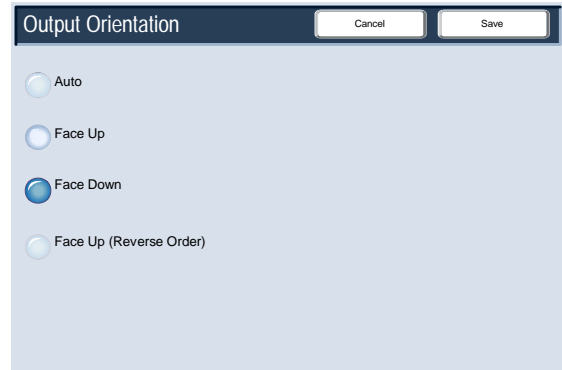 Output Orientation Cancel Save
Auto
Face Up
Face Down
Face Up (Reverse Order)